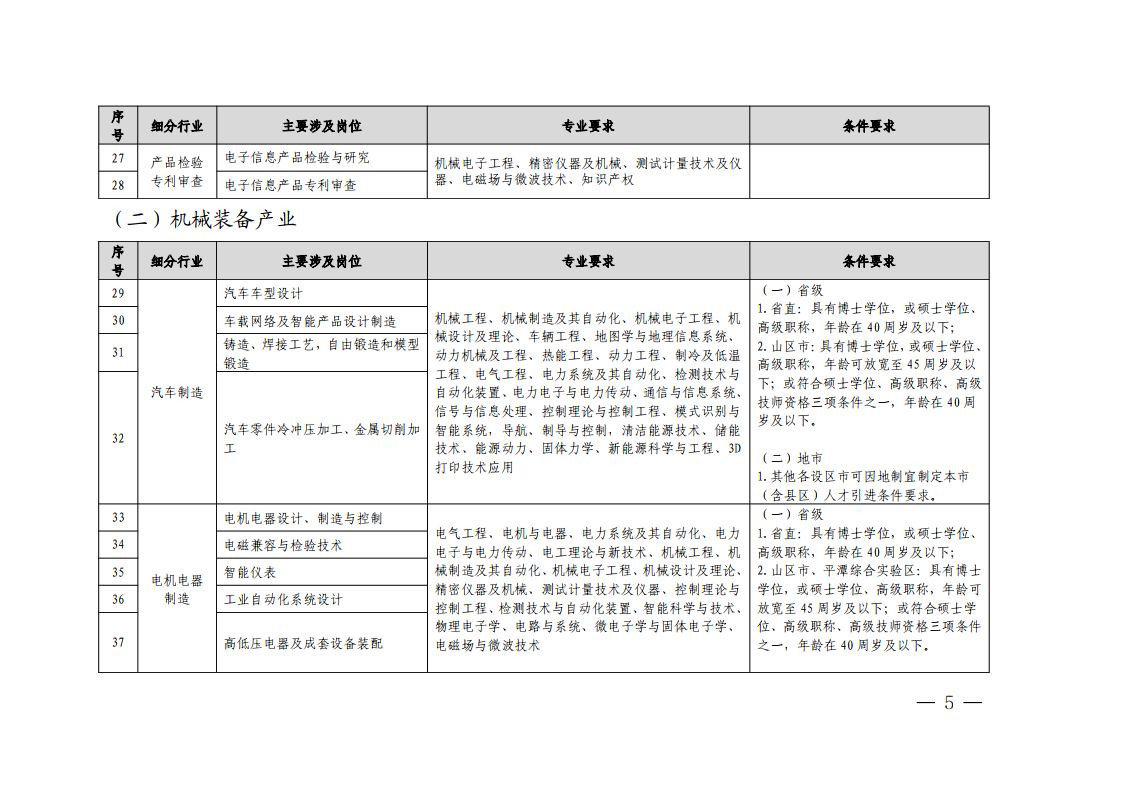 序号 细分行业 主要涉及岗位 专业要求 条件要求
27
产品检验
专利审查
电子信息产品检验与研究
机械电子工程、精密仪器及机械、测试计量技术及仪
器、电磁场与微波技术、知识产权
28
电子信息产品专利审查
（二）机械装备产业
序号 细分行业 主要涉及岗位 专业要求 条件要求
29
汽车车型设计
30
车载网络及智能产品设计制造
31
铸造、焊接工艺，自由锻造和模型
锻造
32
汽车零件冷冲压加工、金属切削加
工
汽车制造
机械工程、机械制造及其自动化、机械电子工程、机
械设计及理论、车辆工程、地图学与地理信息系统、
动力机械及工程、热能工程、动力工程、制冷及低温
工程、电气工程、电力系统及其自动化、检测技术与
自动化装置、电力电子与电力传动、通信与信息系统、
信号与信息处理、控制理论与控制工程、模式识别与
智能系统，导航、制导与控制，清洁能源技术、储能
技术、能源动力、固体力学、新能源科学与工程、3D
打印技术应用
（一）省级
1.省直：具有博士学位，或硕士学位、
高级职称，年龄在 40 周岁及以下；
2.山区市：具有博士学位，或硕士学位、
高级职称，年龄可放宽至 45 周岁及以
下；或符合硕士学位、高级职称、高级
技师资格三项条件之一，年龄在 40 周
岁及以下。
（二）地市
1.其他各设区市可因地制宜制定本市
（含县区）人才引进条件要求。
33
电机电器设计、制造与控制
34
电磁兼容与检验技术
35
智能仪表
36
工业自动化系统设计
37
高低压电器及成套设备装配
电机电器
制造
电气工程、电机与电器、电力系统及其自动化、电力
电子与电力传动、电工理论与新技术、机械工程、机
械制造及其自动化、机械电子工程、机械设计及理论、
精密仪器及机械、测试计量技术及仪器、控制理论与
控制工程、检测技术与自动化装置、智能科学与技术、
物理电子学、电路与系统、微电子学与固体电子学、
电磁场与微波技术
（一）省级
1.省直：具有博士学位，或硕士学位、
高级职称，年龄在 40 周岁及以下；
2.山区市、平潭综合实验区：具有博士
学位，或硕士学位、高级职称，年龄可
放宽至 45 周岁及以下；或符合硕士学
位、高级职称、高级技师资格三项条件
之一，年龄在 40 周岁及以下。
— 5 —